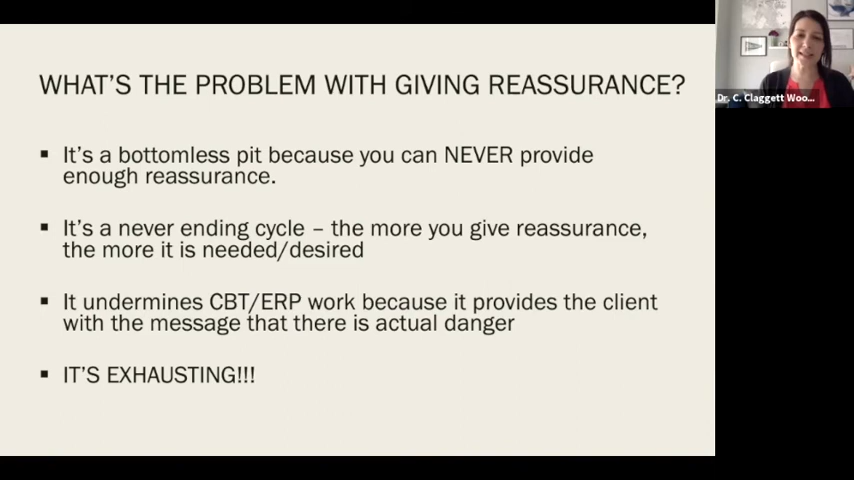 WHAT'S THE PROBLEM WITH GIVING REASSURANCE?
▪ It's a bottomless pit because you can NEVER provide
enough reassurance.
▪ It's a never ending cycle – the more you give reassurance,
the more it is needed/desired
▪ It undermines CBT/ERP work because it provides the client
with the message that there is actual danger
▪ IT'S EXHAUSTING!!!
Dr. C. Claggett Woo...